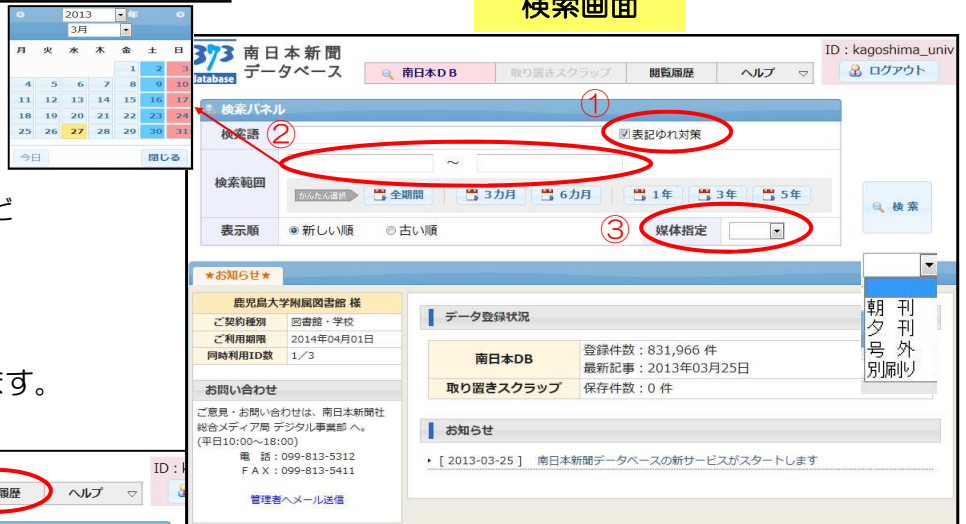 検索画面
2013 年
3月
月 火 水 木 金 土 日
1 2 3
4 5 6 7 8 9 10
11 12 13 14 15 16 17
18 19 20 21 22 23 24
25 26 27 28 29 30 31
今日 閉じる
ど
ます。
373 南日本新聞
database データベース
南日本DB 取り置きスクラップ 閲覧履歴 ヘルプ
ID:kagoshima_univ
ログアウト
検索パネル
①
検索語 ② 表記ゆれ対策
検索範囲 ~
かんたん選択 全期間 3カ月 6カ月 1年 3年 5年
検索
表示順 新しい順 古い順 ③ 媒体指定
朝 刊
夕 刊
号 外
別刷り
★お知らせ★
鹿児島大学附属図書館 様
ご契約種別 図書館・学校
ご利用期限 2014年04月01日
同時利用ID数 1/3
お問い合わせ
ご意見・お問い合わせは、南日本新聞社
総合メディア局 デジタル事業部 へ。
(平日10:00~18:00)
電 話:099-813-5312
FAX:099-813-5411
管理者へメール送信
データ登録状況
南日本DB 登録件数:831,966 件
最新記事:2013年03月25日
取り置きスクラップ 保存件数:0 件
お知らせ
[ 2013-03-25 ] 南日本新聞データベースの新サービスがスタートします
ID:k
履歴 ヘルプ